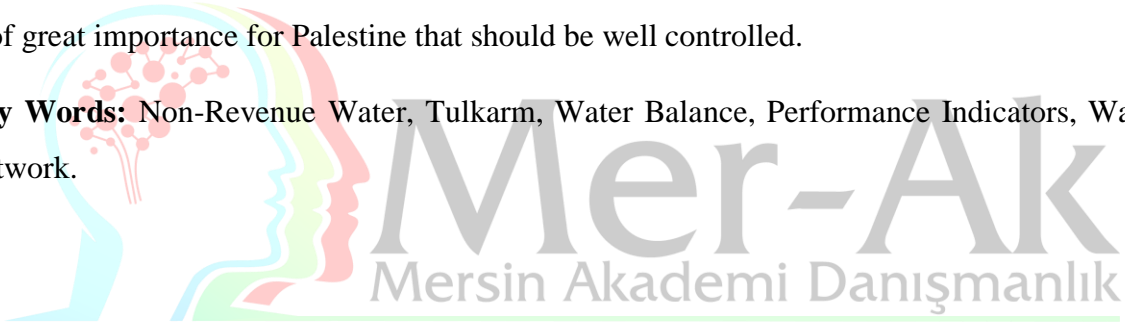 of great importance for Palestine that should be well controlled.
y Words: Non-Revenue Water, Tulkarm, Water Balance, Performance Indicators, Wa
twork.
Mer-Ak
Mersin Akademi Danışmanlık